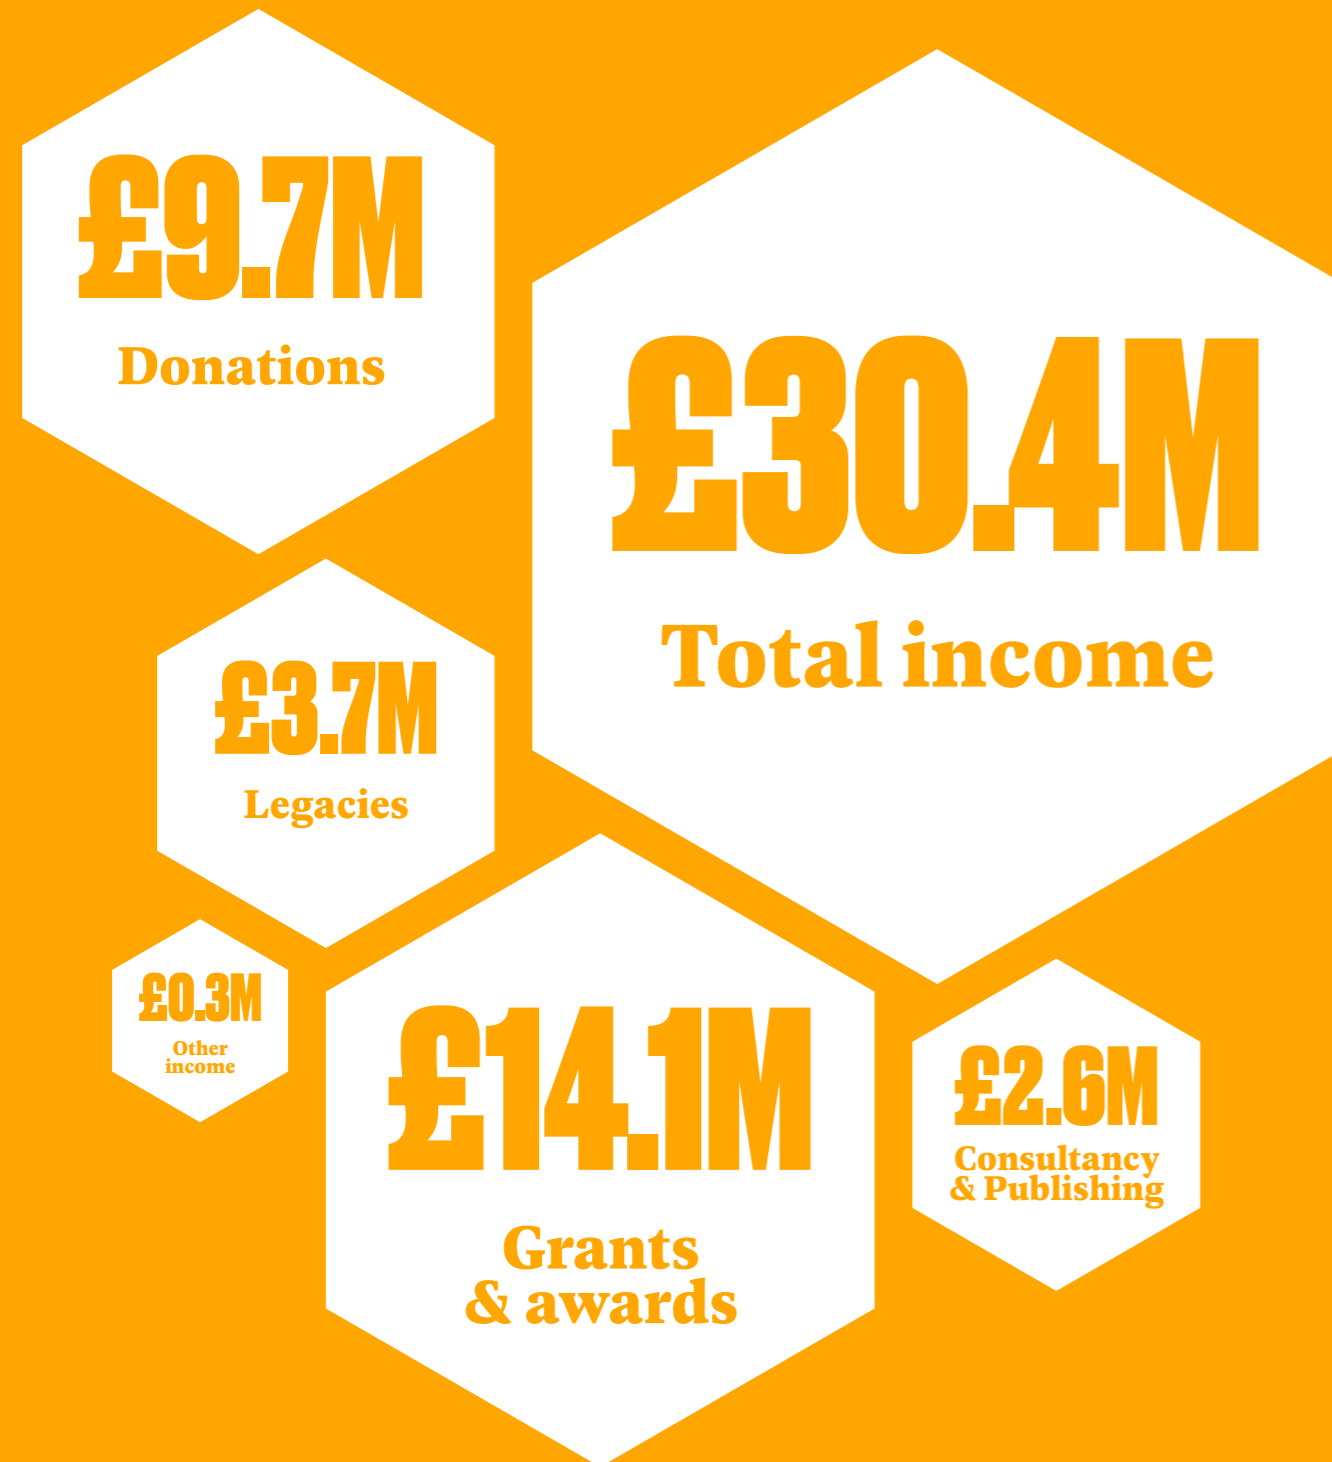 £9.7M
Donations
£30.4M
Total income
£3.7M
Legacies
£0.3M
Other
income
£14.1M
Grants
& awards
£2.6M
Consultancy
& Publishing